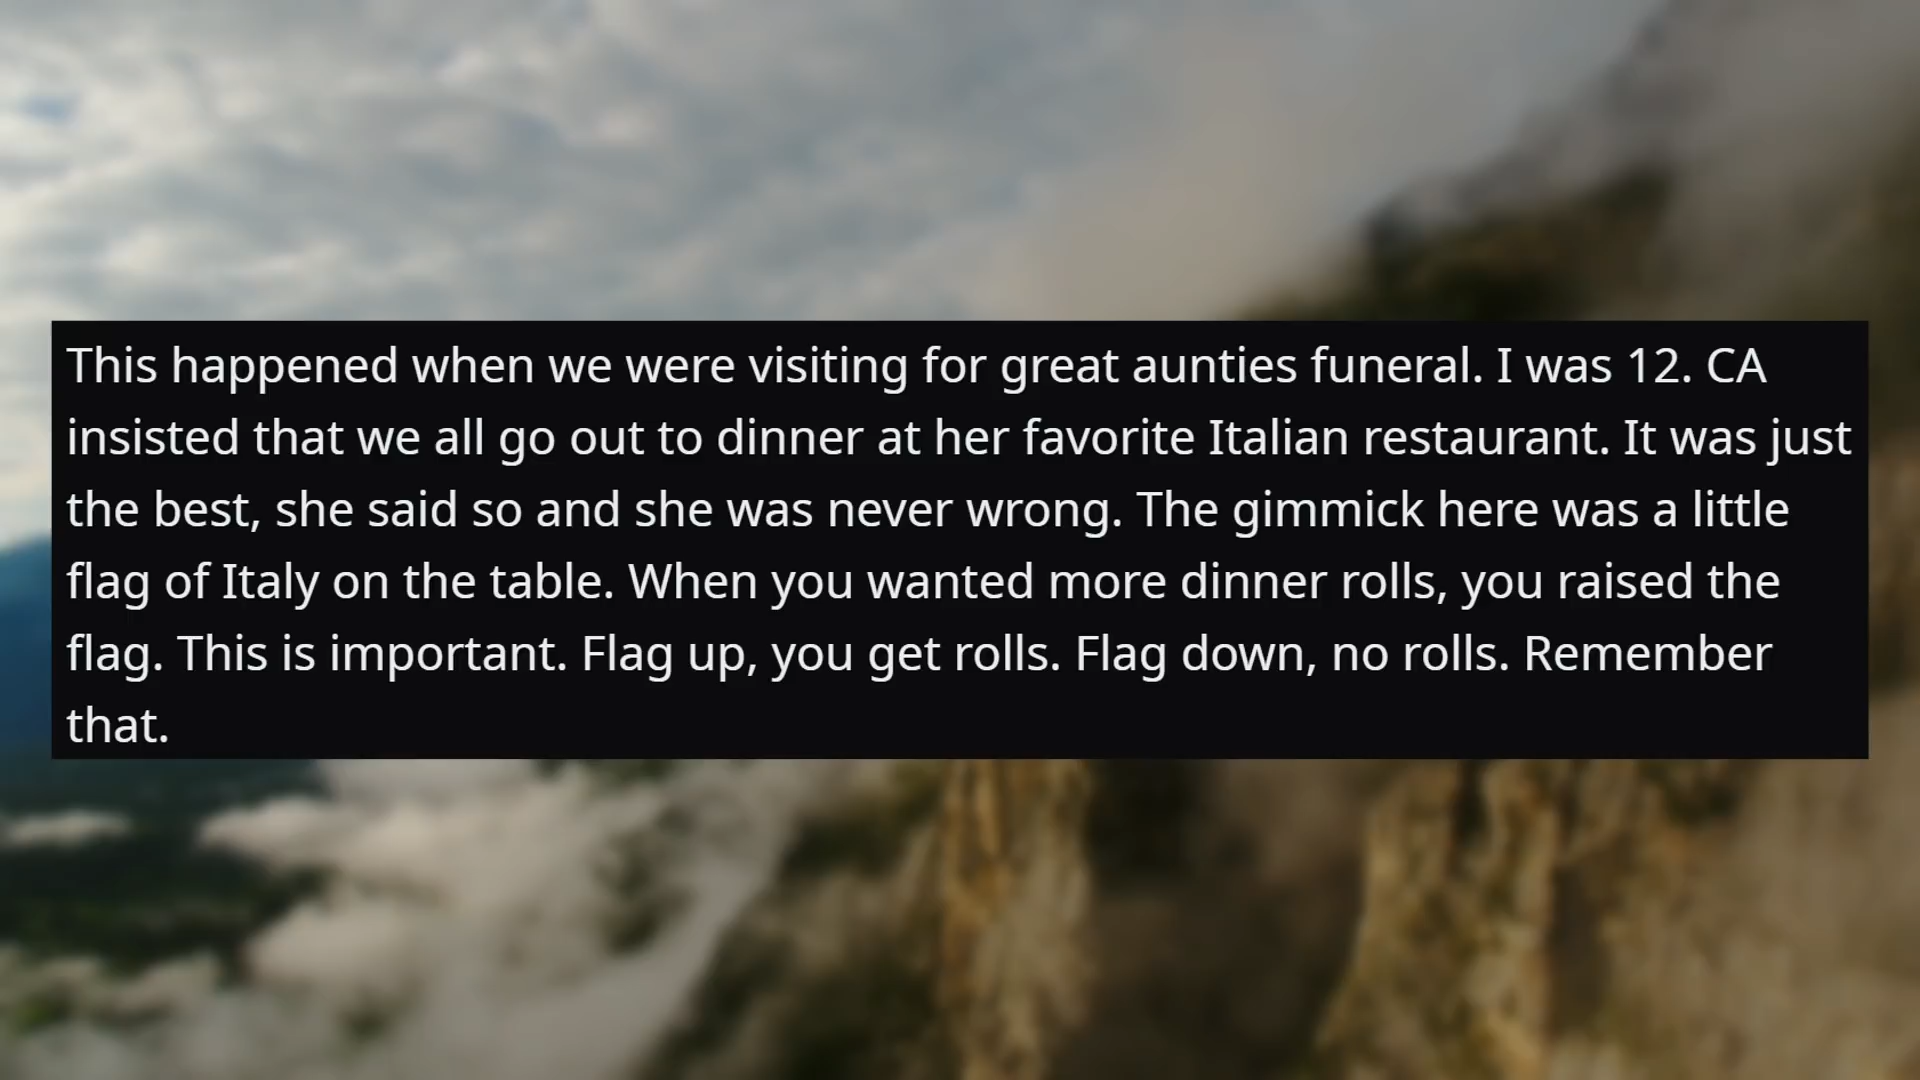 This happened when we were visiting for great aunties funeral. I was 12. CA
insisted that we all go out to dinner at her favorite Italian restaurant. It was just
the best, she said so and she was never wrong. The gimmick here was a little
flag of Italy on the table. When you wanted more dinner rolls, you raised the
flag. This is important. Flag up, you get rolls. Flag down, no rolls. Remember
that.